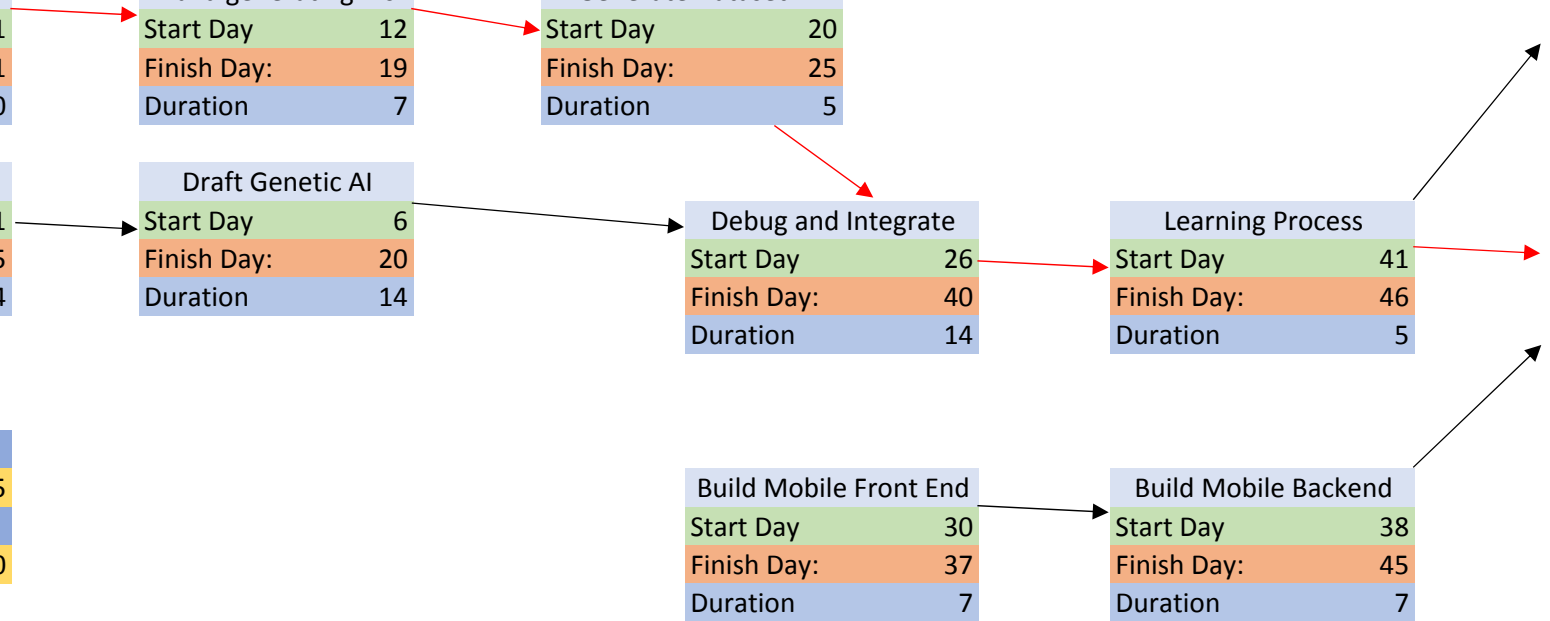 Start Day 12
Finish Day: 19
Duration 7
Start Day 20
Finish Day: 25
Duration 5
Draft Genetic AI
Start Day 6
Finish Day: 20
Duration 14
Debug and Integrate
Start Day 26
Finish Day: 40
Duration 14
Learning Process
Start Day 41
Finish Day: 46
Duration 5
Build Mobile Front End
Start Day 30
Finish Day: 37
Duration 7
Build Mobile Backend
Start Day 38
Finish Day: 45
Duration 7